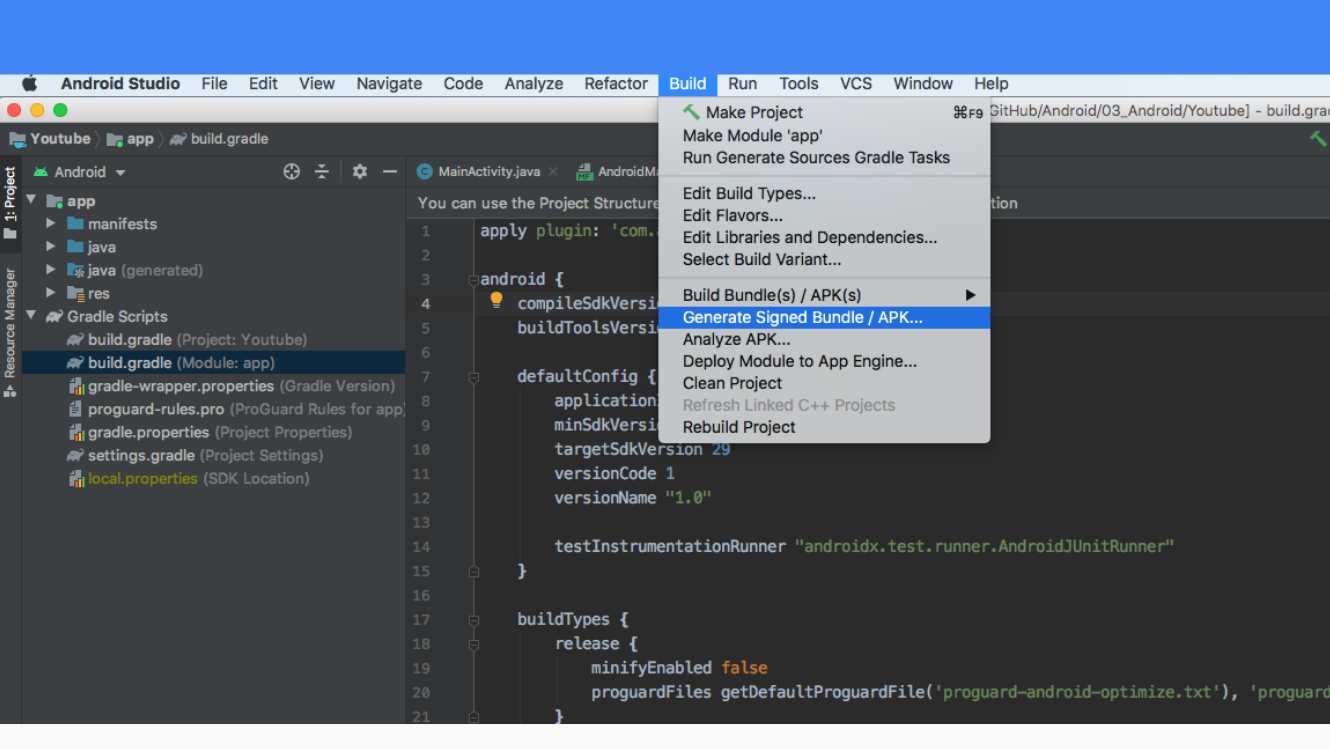 Android Studio File Edit View Navigate Code Analyze Refactor Build Run Tools VCS Window Help
GitHub/Android/03_Android/Youtube] - build.gra
Youtube app build.gradle
Make Project ⌘F9
Make Module 'app'
Run Generate Sources Gradle Tasks
Edit Build Types...
Edit Flavors...
Edit Libraries and Dependencies...
Select Build Variant...
Build Bundle(s) / APK(s)
Generate Signed Bundle / APK...
Analyze APK...
Deploy Module to App Engine...
Clean Project
Refresh Linked C++ Projects
Rebuild Project
1: Project
Resource Manager
Android
app
manifests
java
java (generated)
res
Gradle Scripts
build.gradle (Project: Youtube)
build.gradle (Module: app)
gradle-wrapper.properties (Gradle Version)
proguard-rules.pro (ProGuard Rules for app)
gradle.properties (Project Properties)
settings.gradle (Project Settings)
local.properties (SDK Location)
MainActivity.java AndroidMa
You can use the Project Structure tion
1 apply plugin: 'com.
2
3 android {
4 compileSdkVersi
5 buildToolsVersi
6
7 defaultConfig {
8 application
9 minSdkVersi
10 targetSdkVersion 29
11 versionCode 1
12 versionName "1.0"
13
14 testInstrumentationRunner "androidx.test.runner.AndroidJUnitRunner"
15 }
16
17 buildTypes {
18 release {
19 minifyEnabled false
20 proguardFiles getDefaultProguardFile('proguard-android-optimize.txt'), 'proguard
21 }